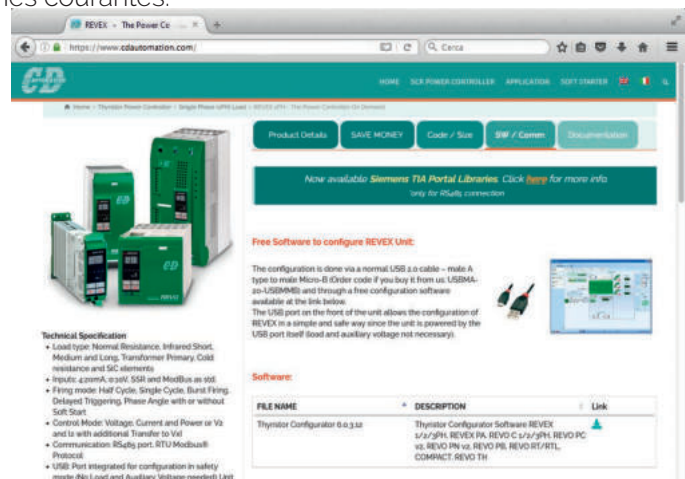 les courantes.
REVEX - The Power Co
https://www.cdautomation.com/
Cerca
CD
HOME SCR POWER CONTROLLER APPLICATION SOFT STARTER
Home > Thyristor Power Controller > Single Phase Load >
Product Details
SAVE MONEY
Code / Size
SW / Comm
Documentation
Now available Siemens TIA Portal Libraries. Click here for more info.
*only for RS485 connection
Free Software to configure REVEX Unit:
The configuration is done via a normal USB 2.0 cable – male A
type to male Micro-B (Order code if you buy it from us: USBMA-
20-USBMMB) and through a free configuration software
available at the link below.
The USB port on the front of the unit allows the configuration of
REVEX in a simple and safe way since the unit is powered by the
USB port itself (load and auxiliary voltage not necessary).
Technical Specification
• Load type: Normal Resistance, Infrared Short,
Medium and Long, Transformer Primary, Cold
resistance and SiC elements
• Inputs: 4:20mA, 0:10V, SSR and ModBus as std.
• Firing mode: Half Cycle, Single Cycle, Burst Firing,
Delayed Triggering, Phase Angle with or without
Soft Start
• Control Mode: Voltage, Current and Power or V2
and I2 with additional Transfer to VxI
• Communication: RS485 port, RTU Modbus®
Protocol
• USB: Port integrated for configuration in safety
mode (No Load and Auxiliary Voltage needed) Unit
Software:
FILE NAME DESCRIPTION Link
Thyristor Configurator 6.0.3.12 Thyristor Configurator Software REVEX
1/2/3PH, REVEX PA, REVO C 1/2/3PH, REVO PC
v2, REVO PN v2, REVO PB, REVO RT/RTL,
COMPACT, REVO TH